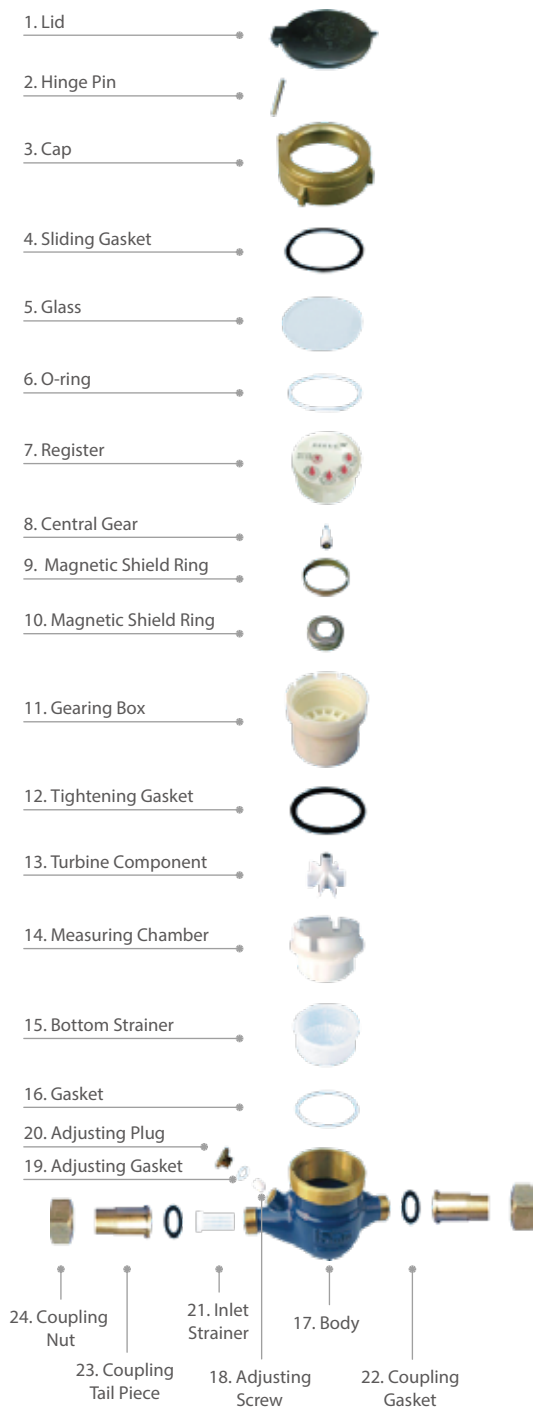 1. Lid
2. Hinge Pin
3. Cap
4. Sliding Gasket
5. Glass
6. O-ring
7. Register
8. Central Gear
9. Magnetic Shield Ring
10. Magnetic Shield Ring
11. Gearing Box
12. Tightening Gasket
13. Turbine Component
14. Measuring Chamber
15. Bottom Strainer
16. Gasket
20. Adjusting Plug
19. Adjusting Gasket
24. Coupling
Nut
23. Coupling
Tail Piece
21. Inlet
Strainer
18. Adjusting
Screw
17. Body
22. Coupling
Gasket